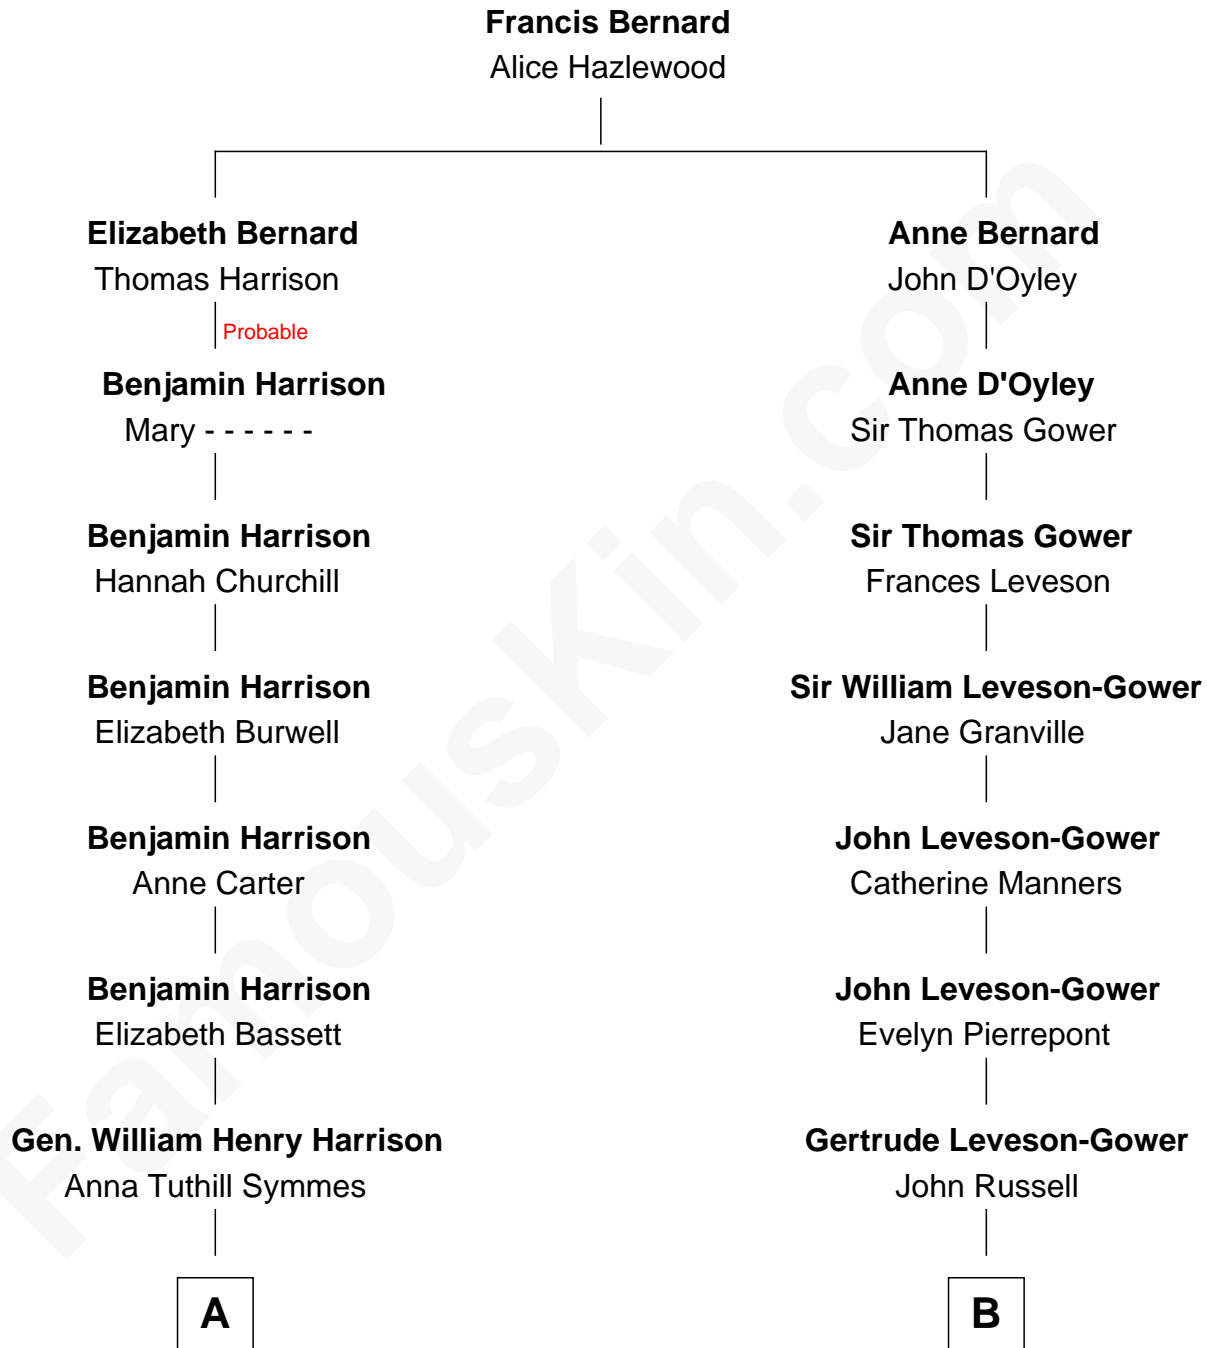 Francis Bernard
Alice Hazlewood
Elizabeth Bernard
Thomas Harrison
Probable
Benjamin Harrison
Mary - - - - - -
Benjamin Harrison
Hannah Churchill
Benjamin Harrison
Elizabeth Burwell
Benjamin Harrison
Anne Carter
Benjamin Harrison
Elizabeth Bassett
Gen. William Henry Harrison
Anna Tuthill Symmes
A
Anne Bernard
John D'Oyley
Anne D'Oyley
Sir Thomas Gower
Sir Thomas Gower
Frances Leveson
Sir William Leveson-Gower
Jane Granville
John Leveson-Gower
Catherine Manners
John Leveson-Gower
Evelyn Pierrepont
Gertrude Leveson-Gower
John Russell
B
FamousKin.com